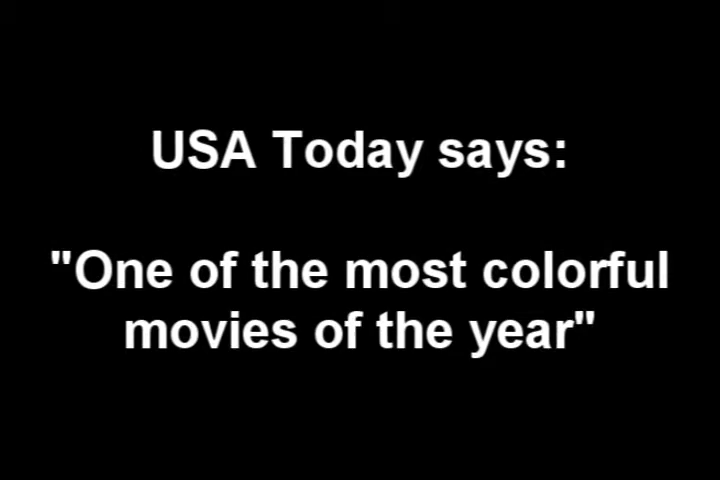 USA Today says:
"One of the most colorful
movies of the year"